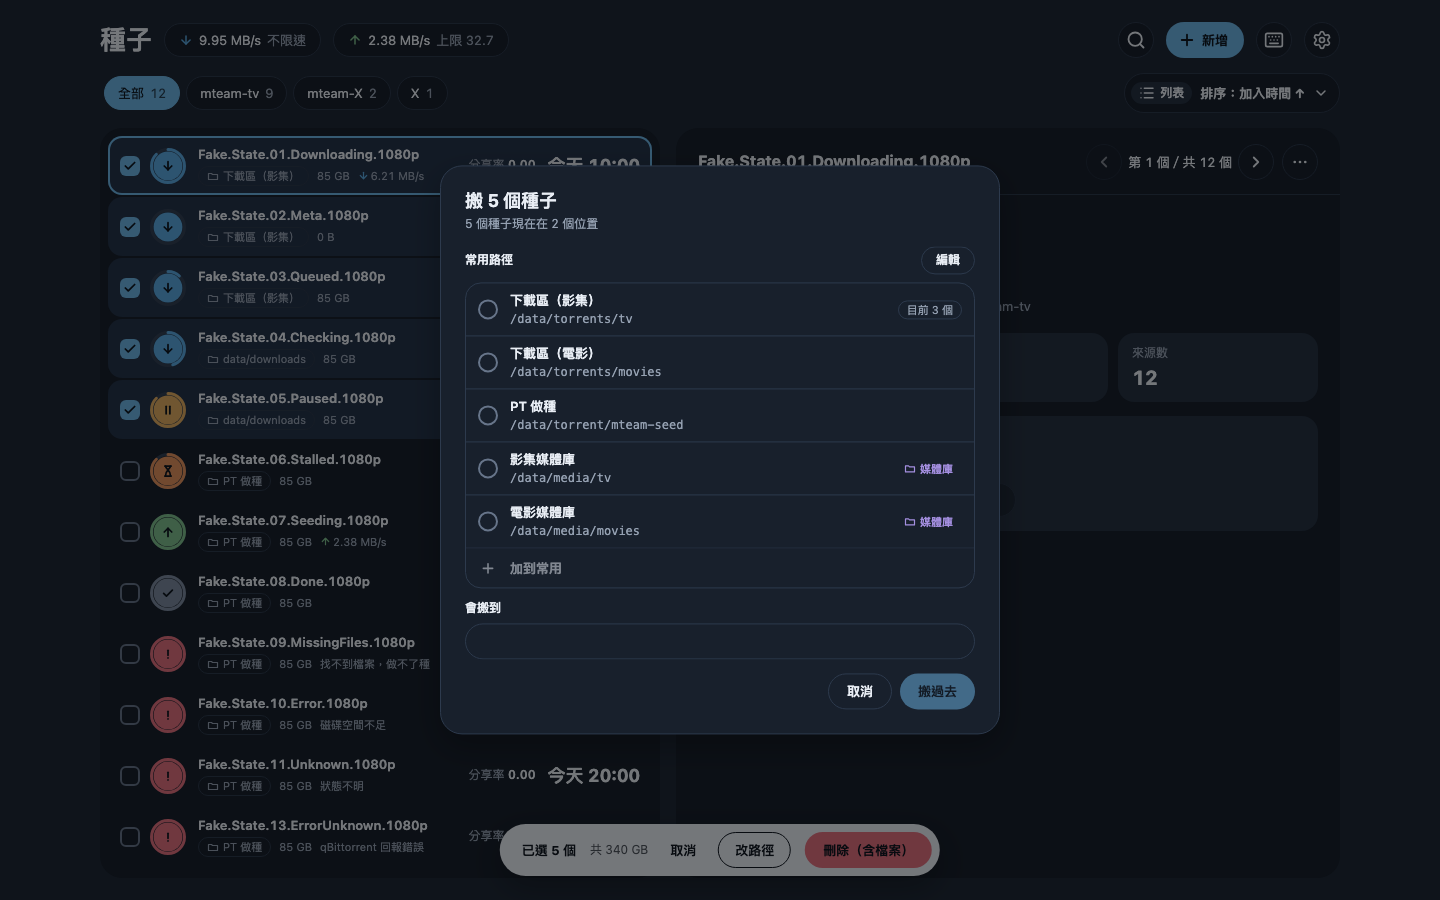 種子
9.95 MB/s 不限速
2.38 MB/s 上限 32.7
新增
全部 12
mteam-tv 9
mteam-X 2
X 1
列表
排序：加入時間
Fake.State.01.Downloading.1080p
下載區（影集） 85 GB 6.21 MB/s
分享率 0.00 今天 10:00
Fake.State.02.Meta.1080p
下載區（影集） 0 B
Fake.State.03.Queued.1080p
下載區（影集） 85 GB
Fake.State.04.Checking.1080p
data/downloads 85 GB
Fake.State.05.Paused.1080p
data/downloads 85 GB
Fake.State.06.Stalled.1080p
PT 做種 85 GB
Fake.State.07.Seeding.1080p
PT 做種 85 GB 2.38 MB/s
Fake.State.08.Done.1080p
PT 做種 85 GB
Fake.State.09.MissingFiles.1080p
PT 做種 85 GB 找不到檔案，做不了種
Fake.State.10.Error.1080p
PT 做種 85 GB 磁碟空間不足
Fake.State.11.Unknown.1080p
PT 做種 85 GB 狀態不明
分享率 0.00 今天 20:00
Fake.State.13.ErrorUnknown.1080p
PT 做種 85 GB qBittorrent 回報錯誤
分享率
Fake.State.01.Downloading.1080p
第 1 個 / 共 12 個
來源數
12
搬 5 個種子
5 個種子現在在 2 個位置
常用路徑
編輯
下載區（影集）
/data/torrents/tv
目前 3 個
下載區（電影）
/data/torrents/movies
PT 做種
/data/torrent/mteam-seed
影集媒體庫
/data/media/tv
媒體庫
電影媒體庫
/data/media/movies
媒體庫
加到常用
會搬到
取消
搬過去
已選 5 個 共 340 GB 取消 改路徑 刪除（含檔案）